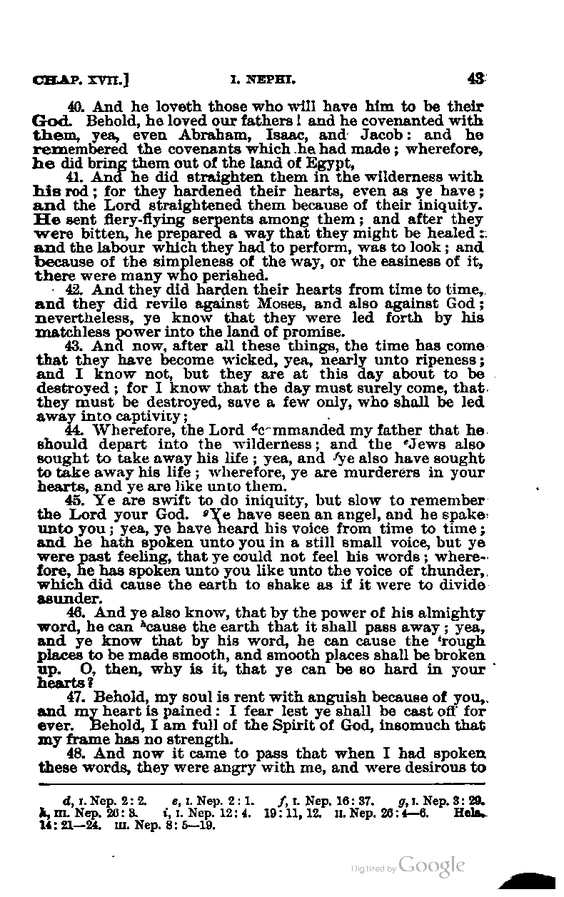 CHAP. XVII.] I. NEPHI. 43
40. And he loveth those who will have him to be their
God. Behold, he loved our fathers! and he covenanted with
them, yea, even Abraham, Isaac, and Jacob: and he
remembered the covenants which he had made; wherefore,
he did bring them out of the land of Egypt,
41. And he did straighten them in the wilderness with
his rod; for they hardened their hearts, even as ye have;
and the Lord straightened them because of their iniquity.
He sent fiery-flying serpents among them; and after they
were bitten, he prepared a way that they might be healed:
and the labour which they had to perform, was to look; and
because of the simpleness of the way, or the easiness of it,
there were many who perished.
42. And they did harden their hearts from time to time,
and they did revile against Moses, and also against God;
nevertheless, ye know that they were led forth by his
matchless power into the land of promise.
43. And now, after all these things, the time has come
that they have become wicked, yea, nearly unto ripeness;
and I know not, but they are at this day about to be
destroyed; for I know that the day must surely come, that
they must be destroyed, save a few only, who shall be led
away into captivity;
44. Wherefore, the Lord dcommanded my father that he
should depart into the wilderness; and the eJews also
sought to take away his life; yea, and fye also have sought
to take away his life; wherefore, ye are murderers in your
hearts, and ye are like unto them.
45. Ye are swift to do iniquity, but slow to remember
the Lord your God. gYe have seen an angel, and he spake
unto you; yea, ye have heard his voice from time to time;
and he hath spoken unto you in a still small voice, but ye
were past feeling, that ye could not feel his words; where-
fore, he has spoken unto you like unto the voice of thunder,
which did cause the earth to shake as if it were to divide
asunder.
46. And ye also know, that by the power of his almighty
word, he can hcause the earth that it shall pass away; yea,
and ye know that by his word, he can cause the irough
places to be made smooth, and smooth places shall be broken
up. O, then, why is it, that ye can be so hard in your
hearts?
47. Behold, my soul is rent with anguish because of you,
and my heart is pained: I fear lest ye shall be cast off for
ever. Behold, I am full of the Spirit of God, insomuch that
my frame has no strength.
48. And now it came to pass that when I had spoken
these words, they were angry with me, and were desirous to
d, I. Nep. 2: 2. e, I. Nep. 2: 1. f, I. Nep. 16: 37. g, I. Nep. 3: 29.
h, III. Nep. 26: 3. i, I. Nep. 12: 4. 19: 11, 12. II. Nep. 26: 4—6. Hela.
14: 21—24. III. Nep. 8: 5—19.
Digitized by Google